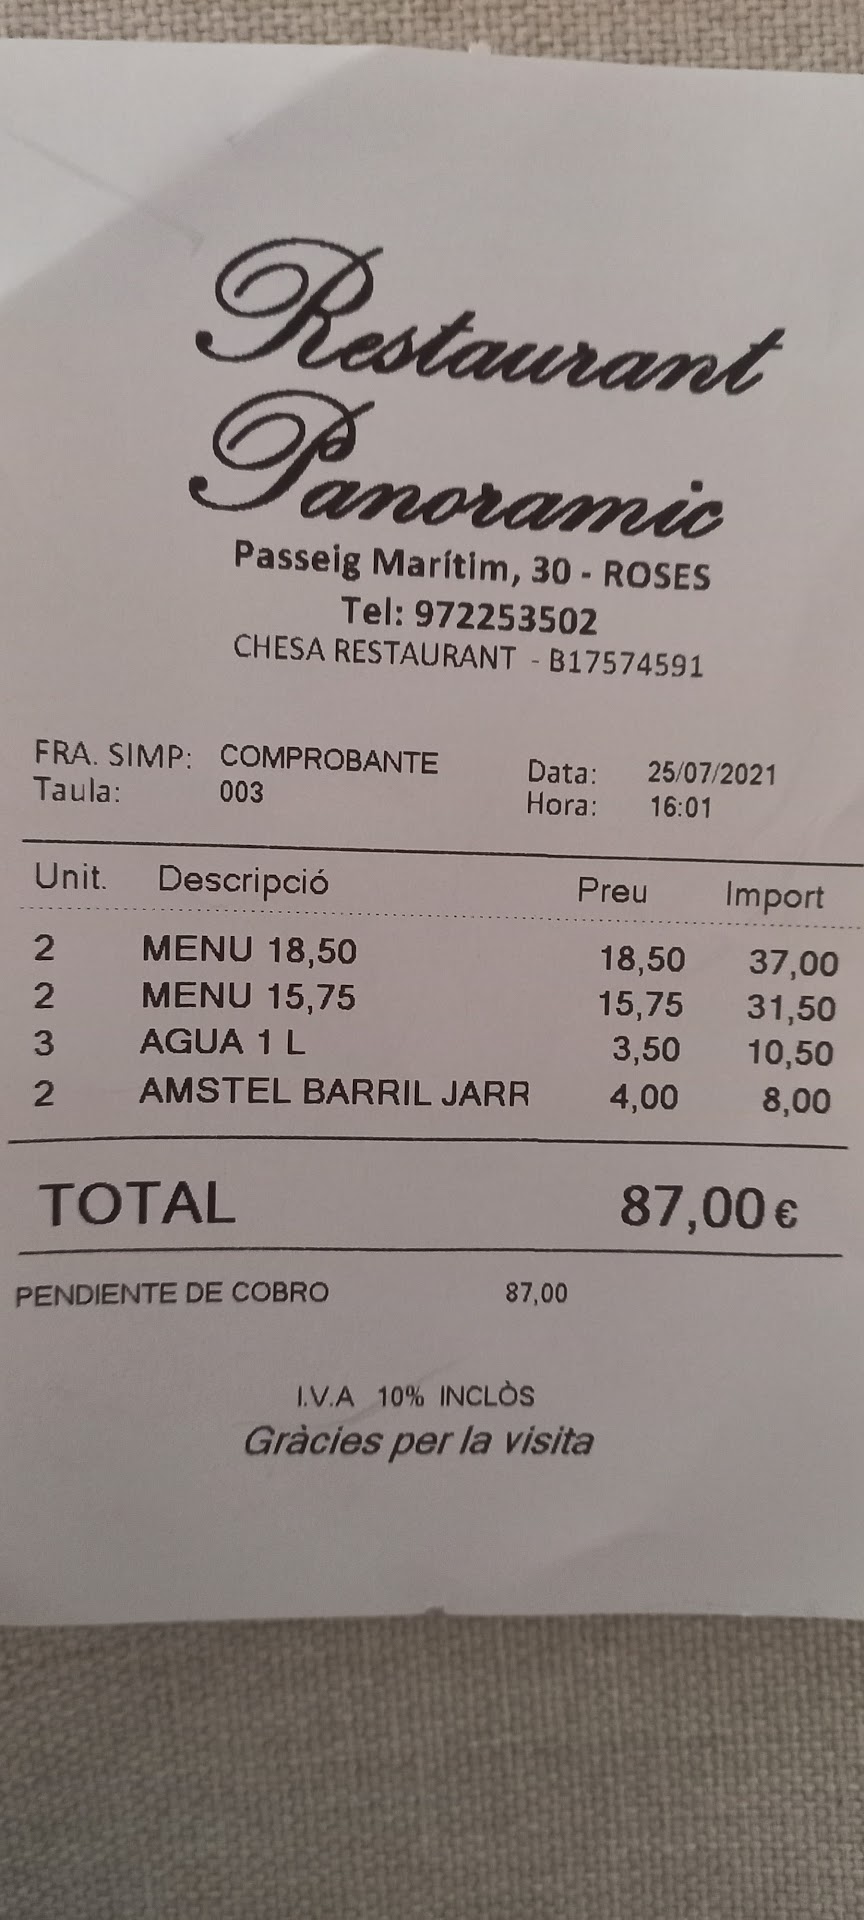 Restaurant
Panoramic
Passeig Marítim, 30 - ROSES
Tel: 972253502
CHESA RESTAURANT - B17574591
FRA. SIMP: COMPROBANTE Data: 25/07/2021
Taula: 003 Hora: 16:01
Unit. Descripció Preu Import
2 MENU 18,50 18,50 37,00
2 MENU 15,75 15,75 31,50
3 AGUA 1 L 3,50 10,50
2 AMSTEL BARRIL JARR 4,00 8,00
TOTAL 87,00 €
PENDIENTE DE COBRO 87,00
I.V.A 10% INCLÒS
Gràcies per la visita